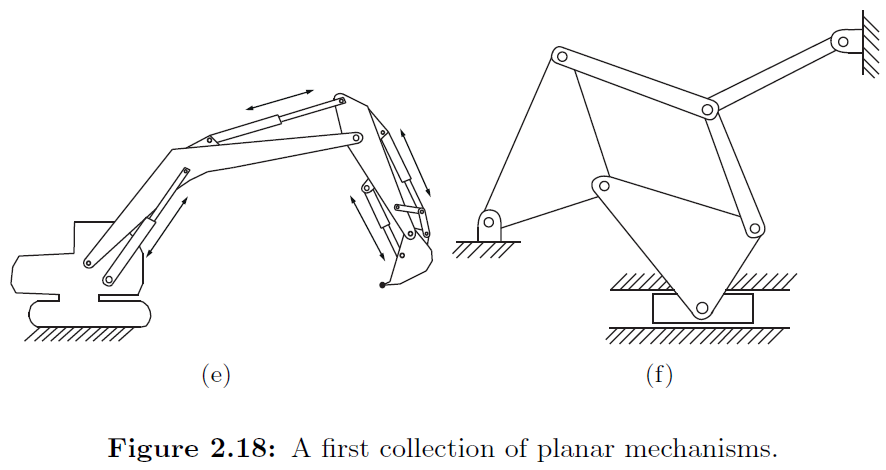 (e)
(f)
Figure 2.18: A first collection of planar mechanisms.